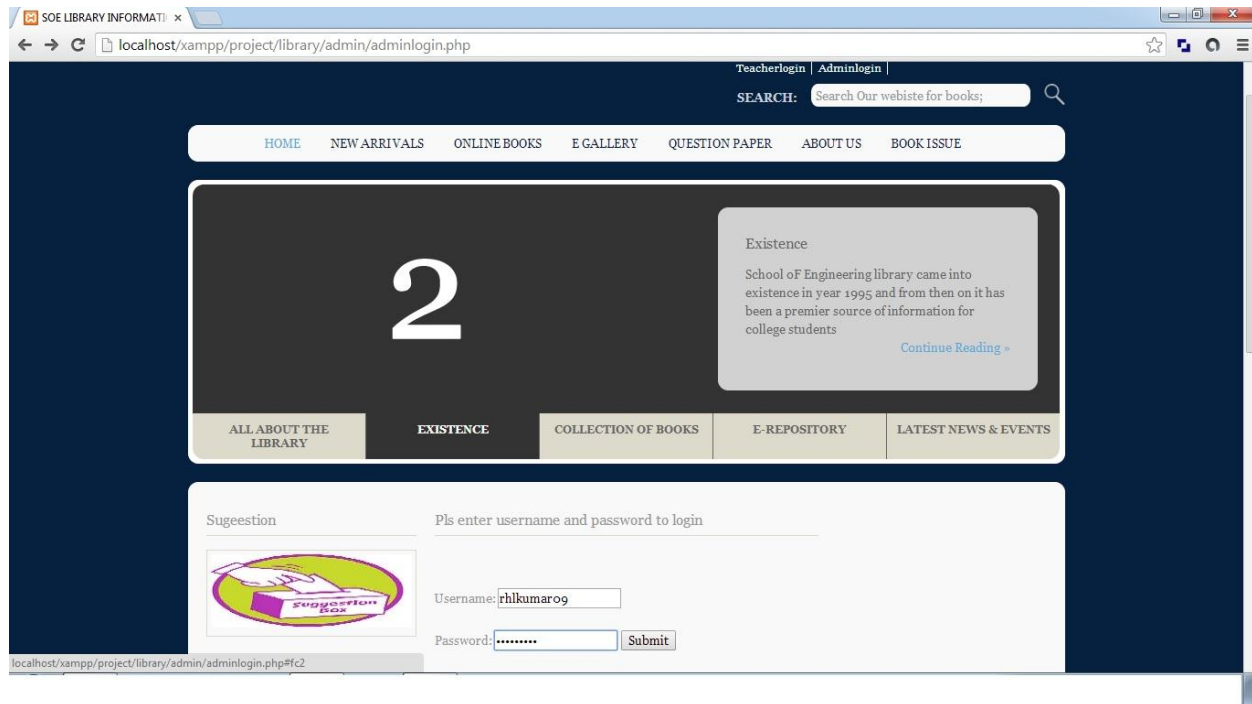 SOE LIBRARY INFORMATI
localhost/xampp/project/library/admin/adminlogin.php
Teacherlogin | Adminlogin |
SEARCH: Search Our webiste for books;
HOME NEW ARRIVALS ONLINE BOOKS E GALLERY QUESTION PAPER ABOUT US BOOK ISSUE
2
Existence
School oF Engineering library came into
existence in year 1995 and from then on it has
been a premier source of information for
college students
Continue Reading »
ALL ABOUT THE
LIBRARY
EXISTENCE
COLLECTION OF BOOKS
E-REPOSITORY
LATEST NEWS & EVENTS
Sugeestion
suggestion
Box
Pls enter username and password to login
Username: rhlkumar09
Password: ••••••••• Submit
localhost/xampp/project/library/admin/adminlogin.php#fc2